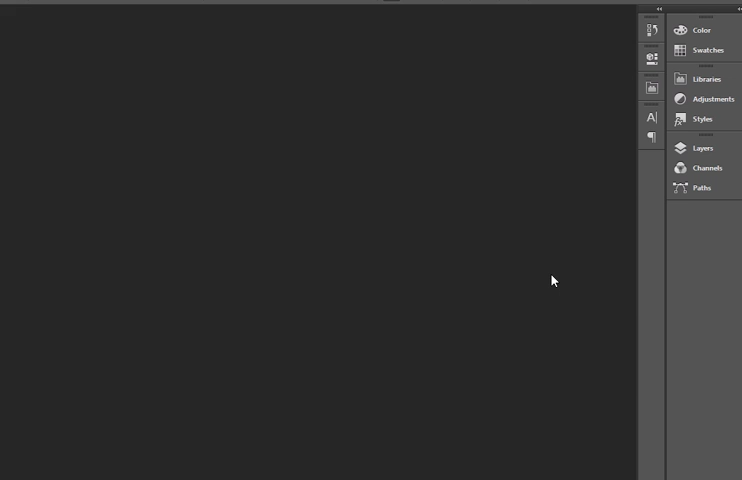 Color
Swatches
Libraries
Adjustments
Styles
Layers
Channels
Paths